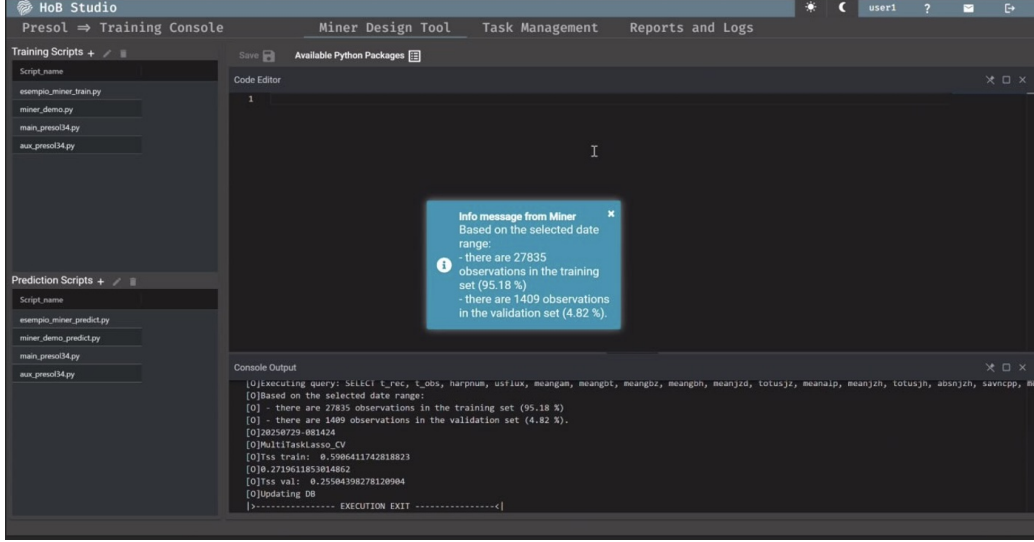 HoB Studio
user1 ?
Presol ⇒ Training Console Miner Design Tool Task Management Reports and Logs
Training Scripts +
Save Available Python Packages
Script_name
Code Editor
esempio_miner_train.py
1
miner_demo.py
main_presol34.py
aux_presol34.py
Info message from Miner
Based on the selected date
range:
- there are 27835
observations in the training
set (95.18 %)
- there are 1409 observations
in the validation set (4.82 %).
Prediction Scripts +
Script_name
esempio_miner_predict.py
miner_demo_predict.py
main_presol34.py
aux_presol34.py
Console Output
[O]Executing query: SELECT t_rec, t_obs, harpnum, usflux, meangam, meangbt, meangbz, meangbh, meanjzd, totusjz, meanalp, meanjzh, totusjh, absnjzh, savncpp,
[O]Based on the selected date range:
[O] - there are 27835 observations in the training set (95.18 %)
[O] - there are 1409 observations in the validation set (4.82 %).
[O]20250729-081424
[O]MultiTaskLasso_CV
[O]Tss train: 0.5906411742818823
[O]0.2719611853014862
[O]Tss val: 0.25504398278120904
[O]Updating DB
|>---------------- EXECUTION EXIT ----------------<|